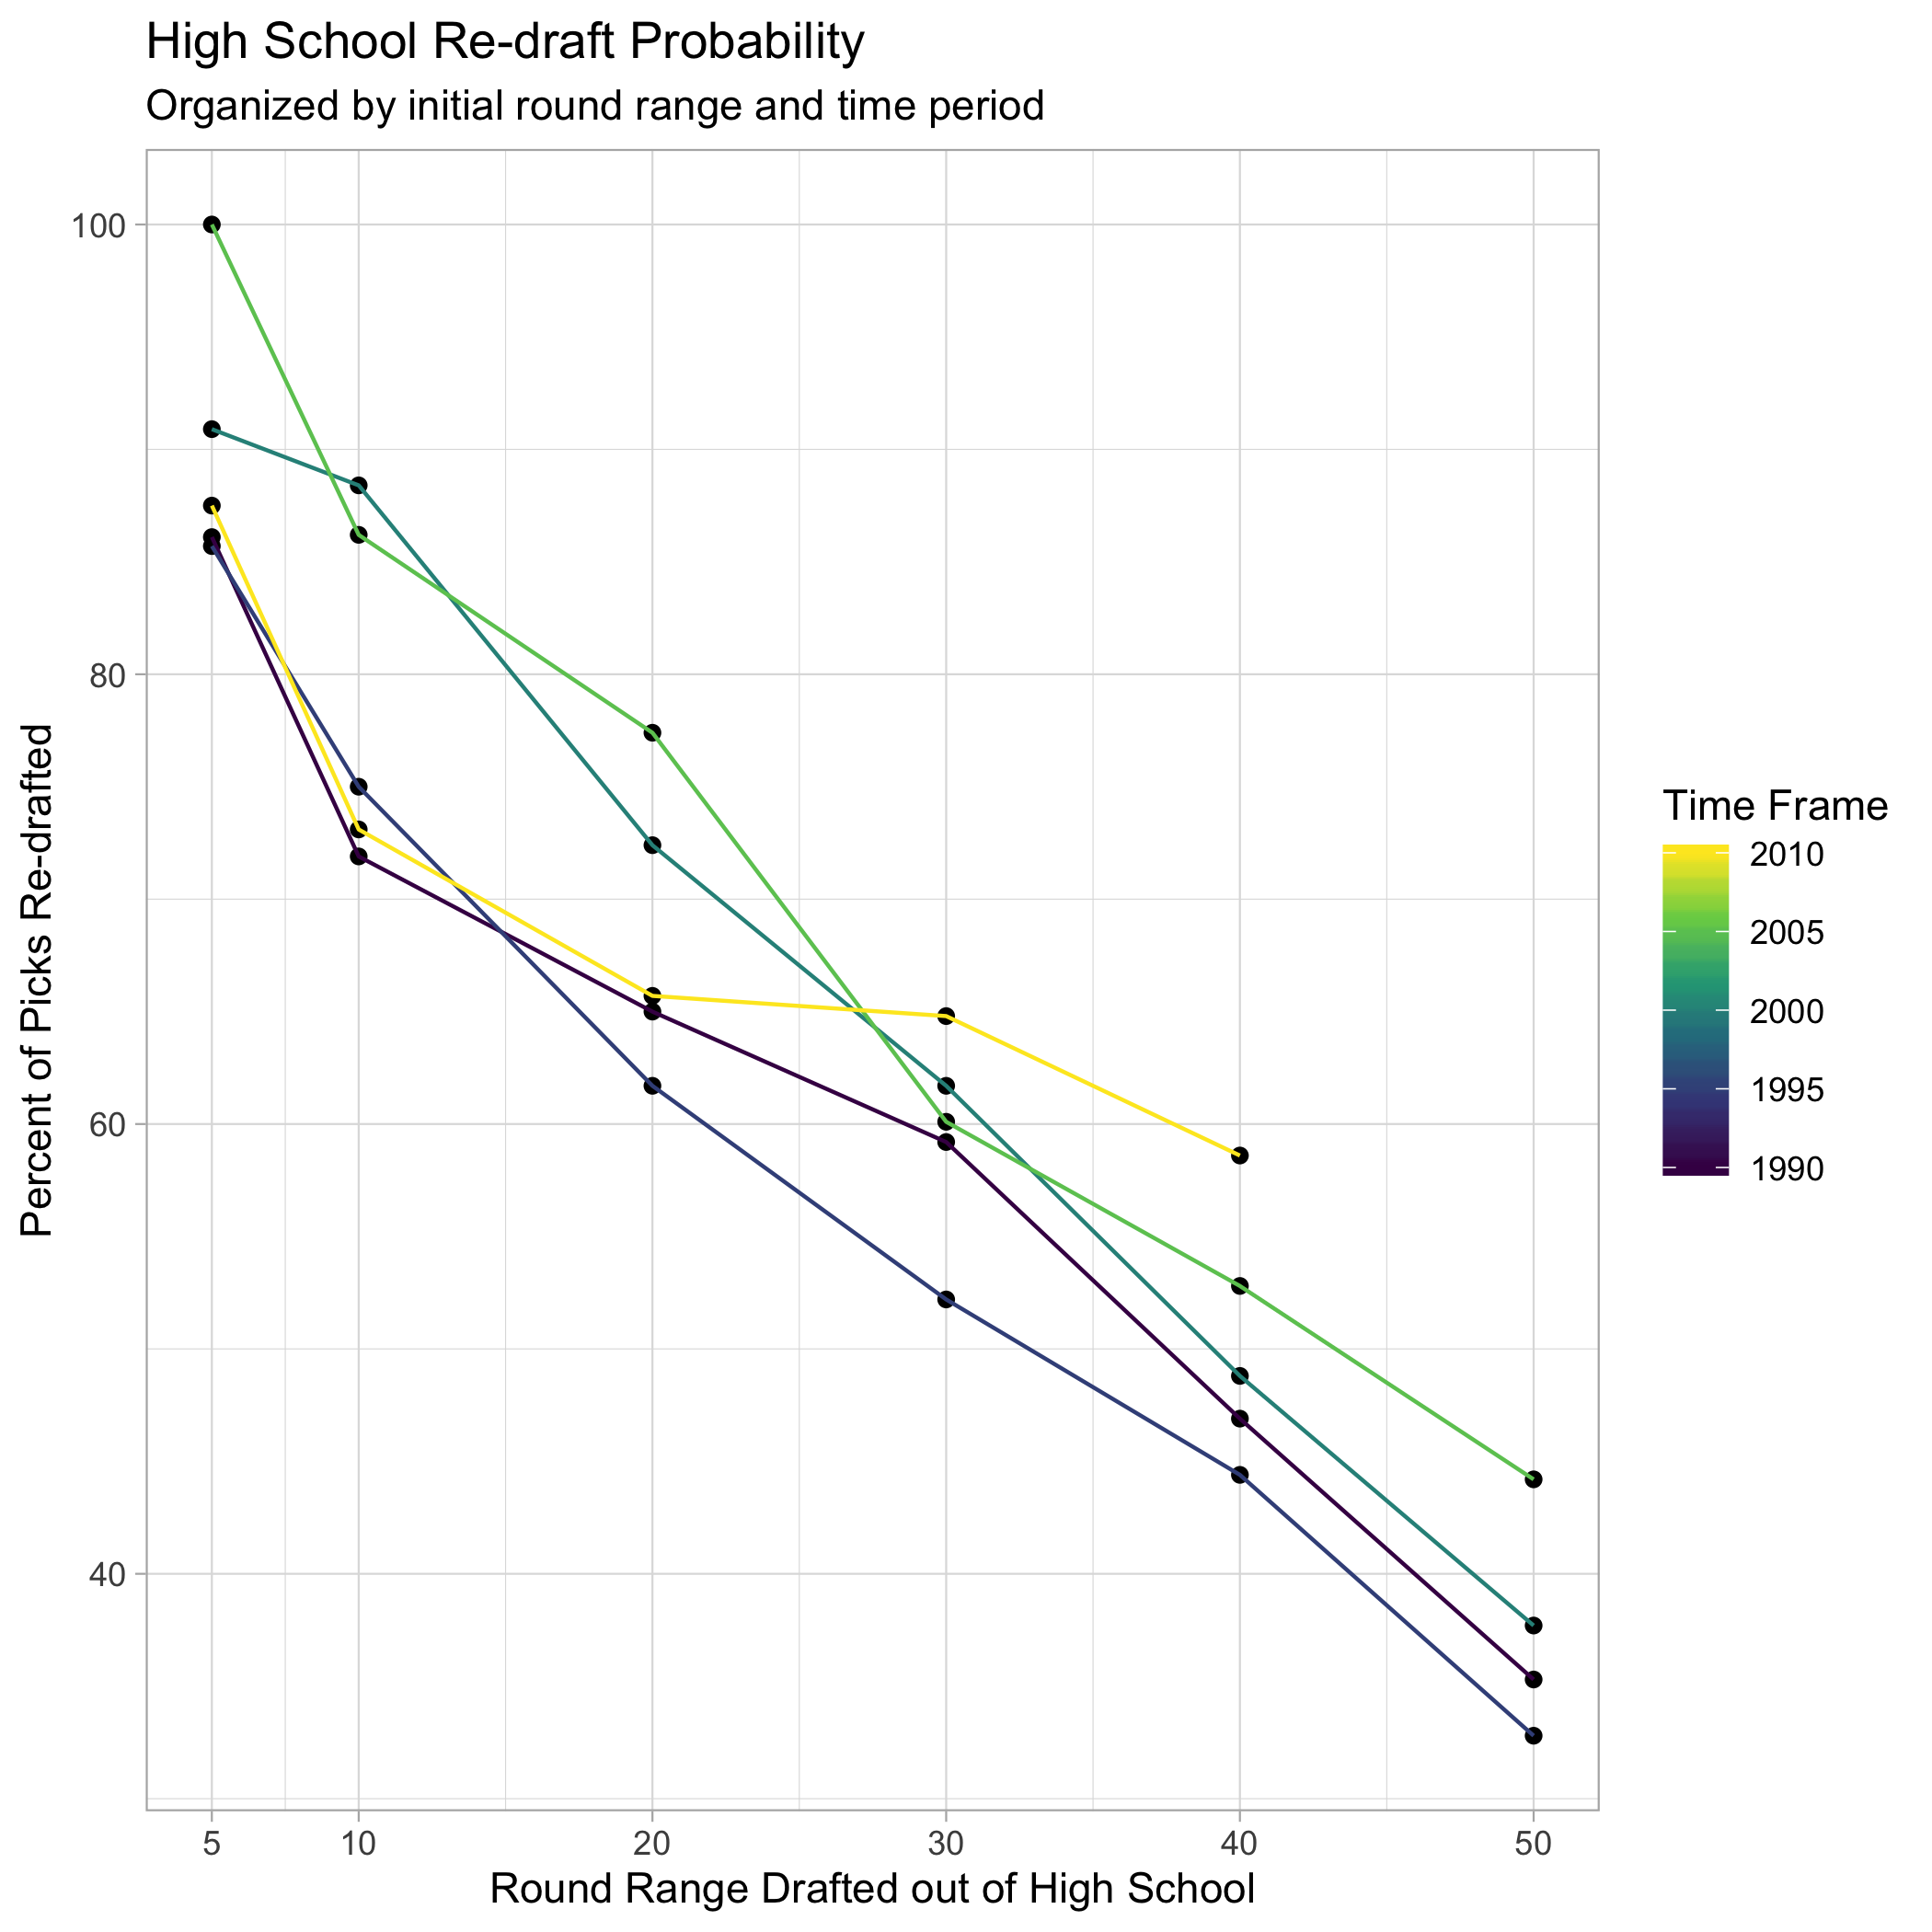 High School Re-draft Probability
Organized by initial round range and time period
Percent of Picks Re-drafted
100
80
60
40
5 10 20 30 40 50
Round Range Drafted out of High School
Time Frame
2010
2005
2000
1995
1990